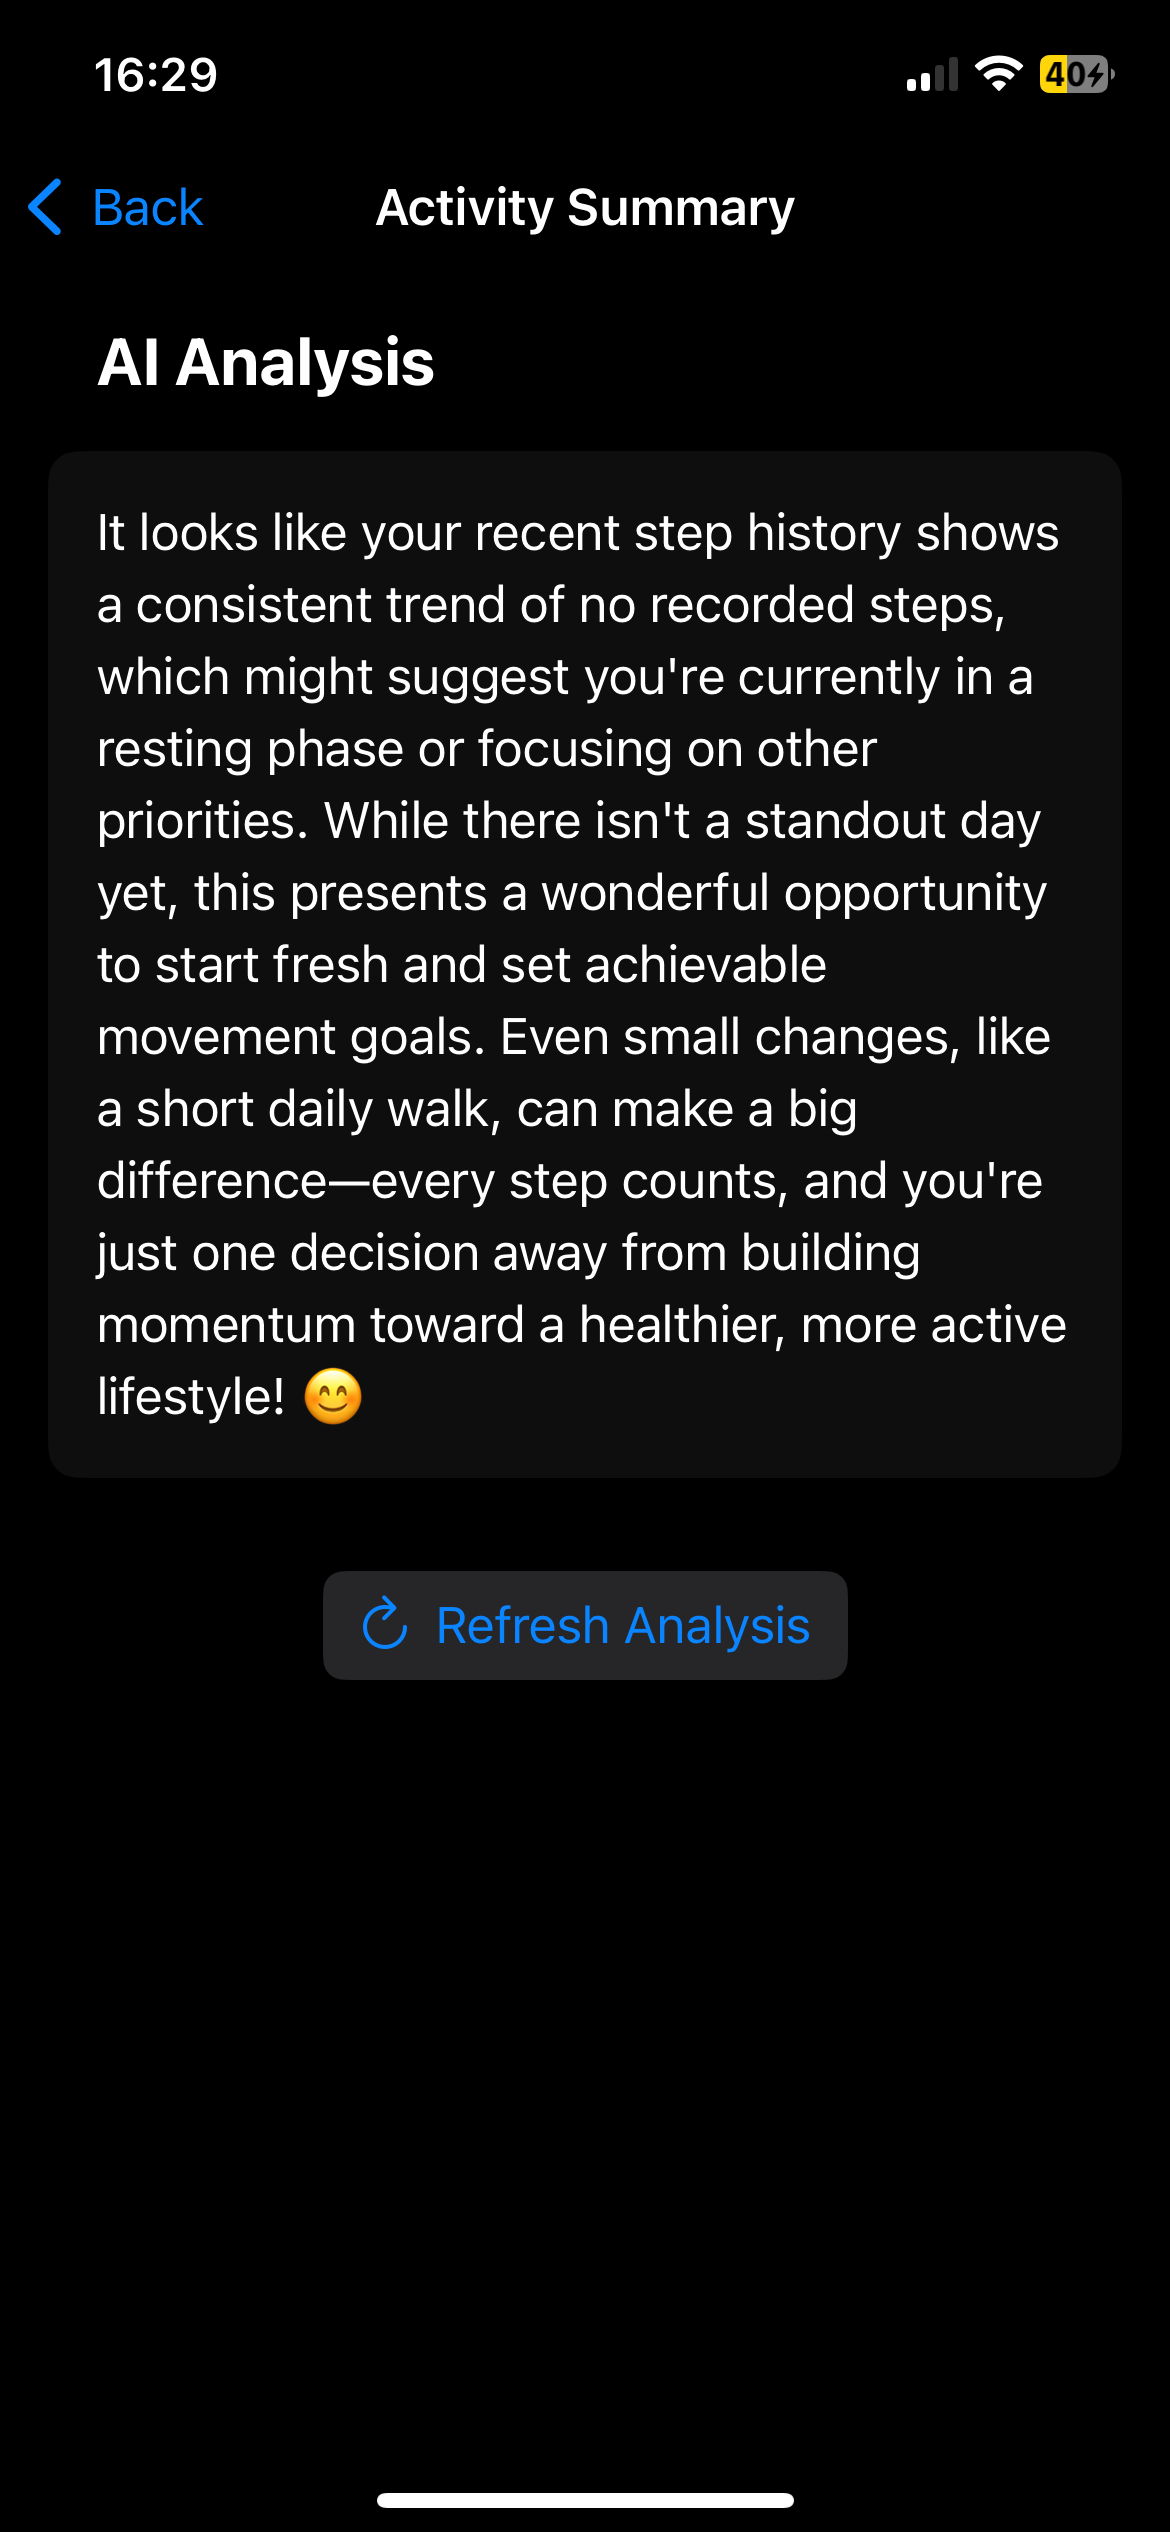 16:29
40
Back
Activity Summary
AI Analysis
It looks like your recent step history shows
a consistent trend of no recorded steps,
which might suggest you're currently in a
resting phase or focusing on other
priorities. While there isn't a standout day
yet, this presents a wonderful opportunity
to start fresh and set achievable
movement goals. Even small changes, like
a short daily walk, can make a big
difference—every step counts, and you're
just one decision away from building
momentum toward a healthier, more active
lifestyle! 😊
Refresh Analysis